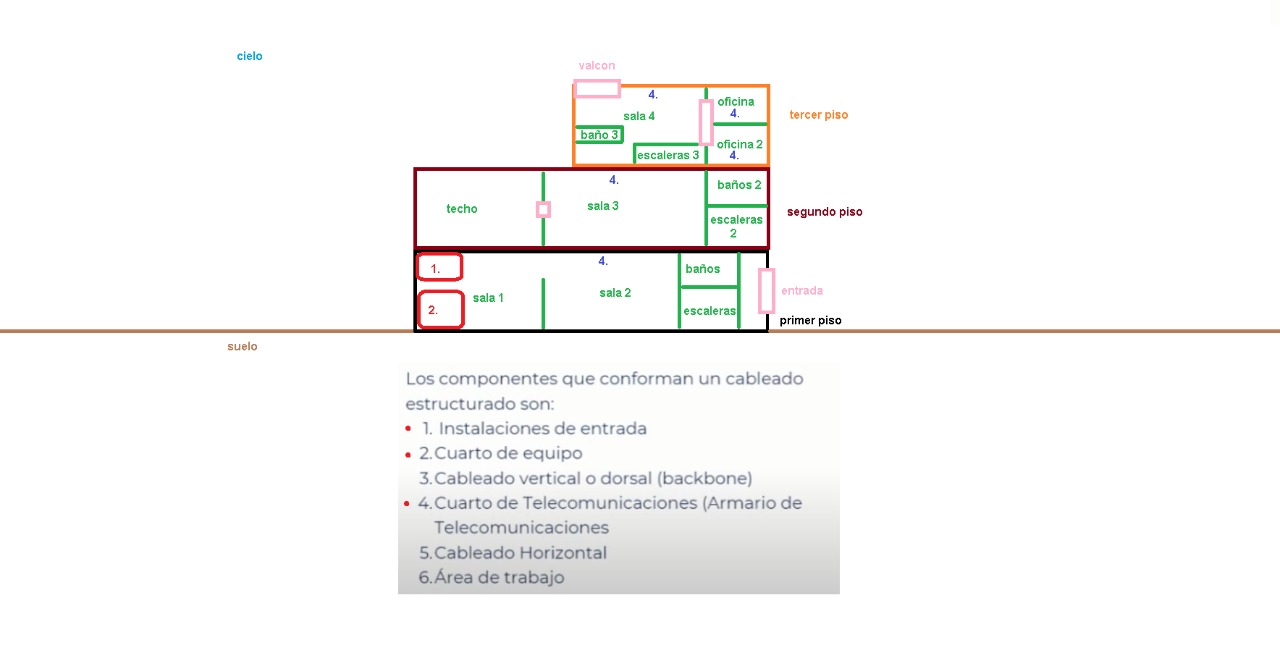 cielo
valcon
4.
oficina
4.
tercer piso
sala 4
baño 3
oficina 2
escaleras 3
4.
4.
baños 2
techo
sala 3
segundo piso
escaleras
2
4.
1.
baños
sala 1
sala 2
entrada
2.
escaleras
primer piso
suelo
Los componentes que conforman un cableado
estructurado son:
• 1. Instalaciones de entrada
• 2.Cuarto de equipo
3.Cableado vertical o dorsal (backbone)
• 4.Cuarto de Telecomunicaciones (Armario de
Telecomunicaciones
5.Cableado Horizontal
6.Área de trabajo